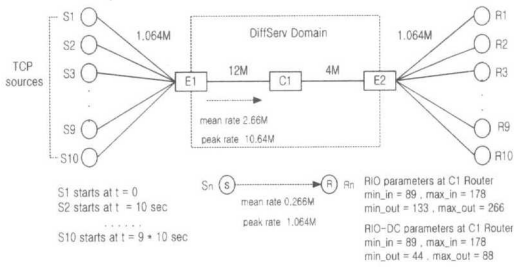 S1
S2
S3
S9
S10
TCP
sources
1.064M
DiffServ Domain
E1
12M
C1
4M
E2
mean rate 2.66M
peak rate 10.64M
1.064M
R1
R2
R3
R9
R10
S1 starts at t = 0
S2 starts at t = 10 sec
. . . . . .
S10 starts at t = 9 * 10 sec
Sn
S
R
Rn
mean rate 0.266M
peak rate 1.064M
RIO parameters at C1 Router
min_in = 89 , max_in = 178
min_out = 133 , max_out = 266
RIO-DC parameters at C1 Router
min_in = 89 , max_in = 178
min_out = 44 , max_out = 88